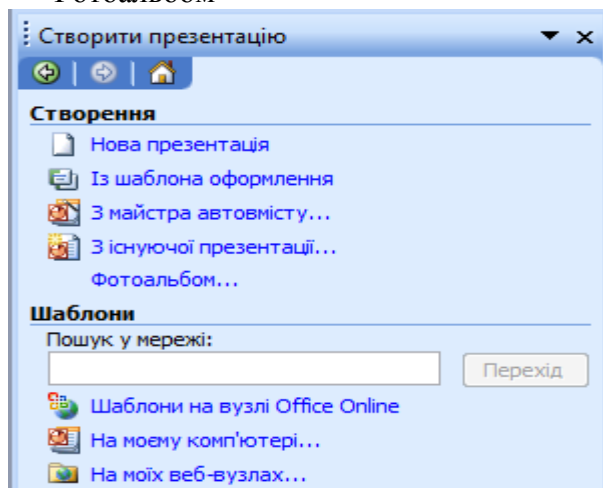 Фотоальбом
Створити презентацію
Створення
Нова презентація
Із шаблона оформлення
З майстра автовмісту...
З існуючої презентації...
Фотоальбом...
Шаблони
Пошук у мережі:
Перехід
Шаблони на вузлі Office Online
На моєму комп'ютері...
На моїх веб-вузлах...